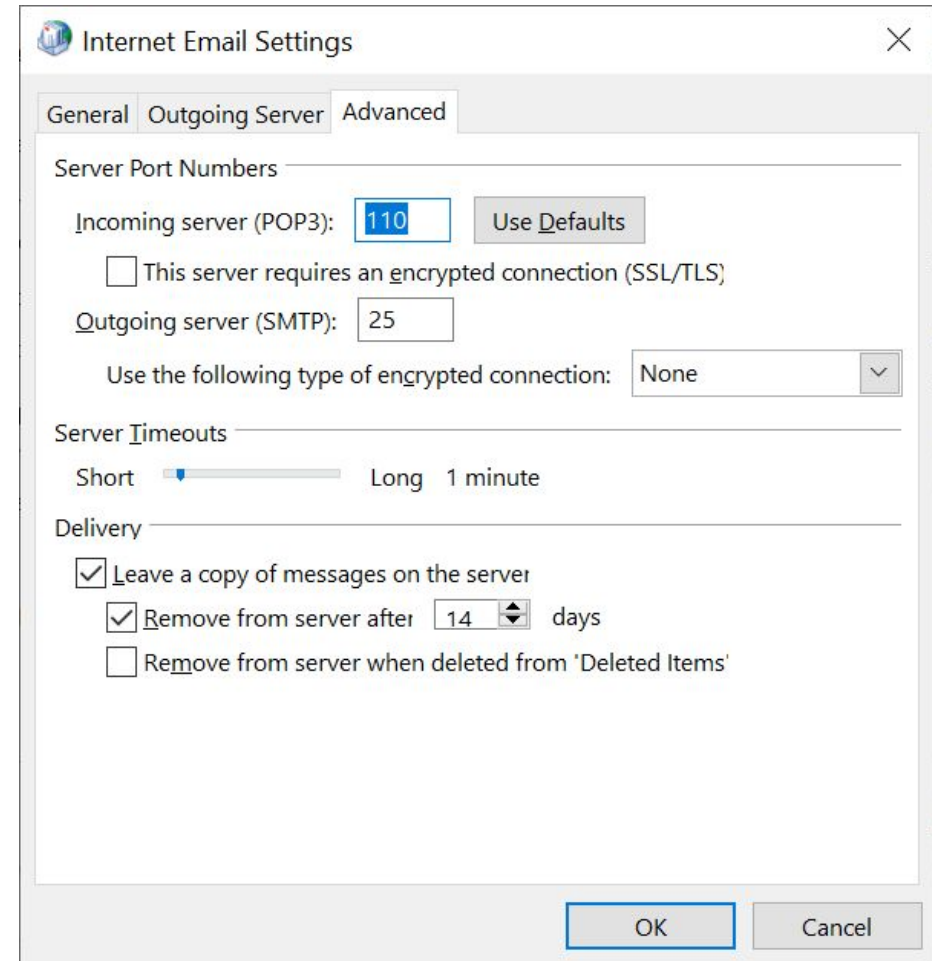 Internet Email Settings
General Outgoing Server Advanced
Server Port Numbers
Incoming server (POP3): 110 Use Defaults
This server requires an encrypted connection (SSL/TLS)
Outgoing server (SMTP): 25
Use the following type of encrypted connection: None
Server Timeouts
Short Long 1 minute
Delivery
Leave a copy of messages on the server
Remove from server after 14 days
Remove from server when deleted from 'Deleted Items'
OK Cancel